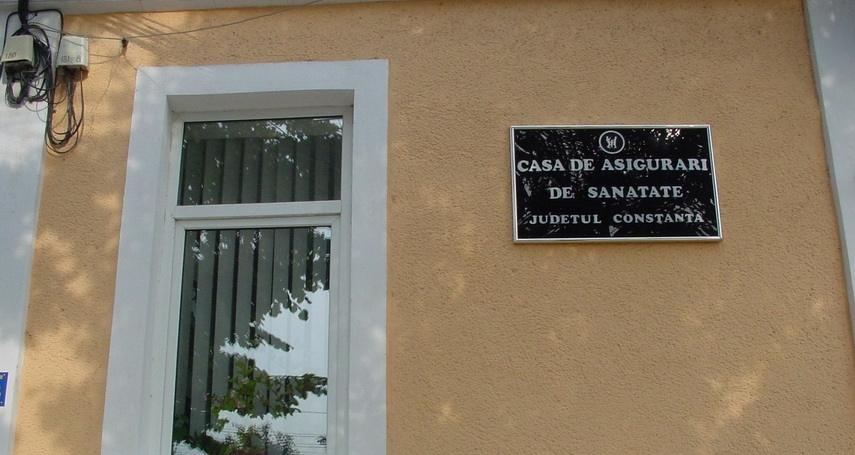 CASA DE ASIGURARI
DE SANATATE
JUDETUL CONSTANTA